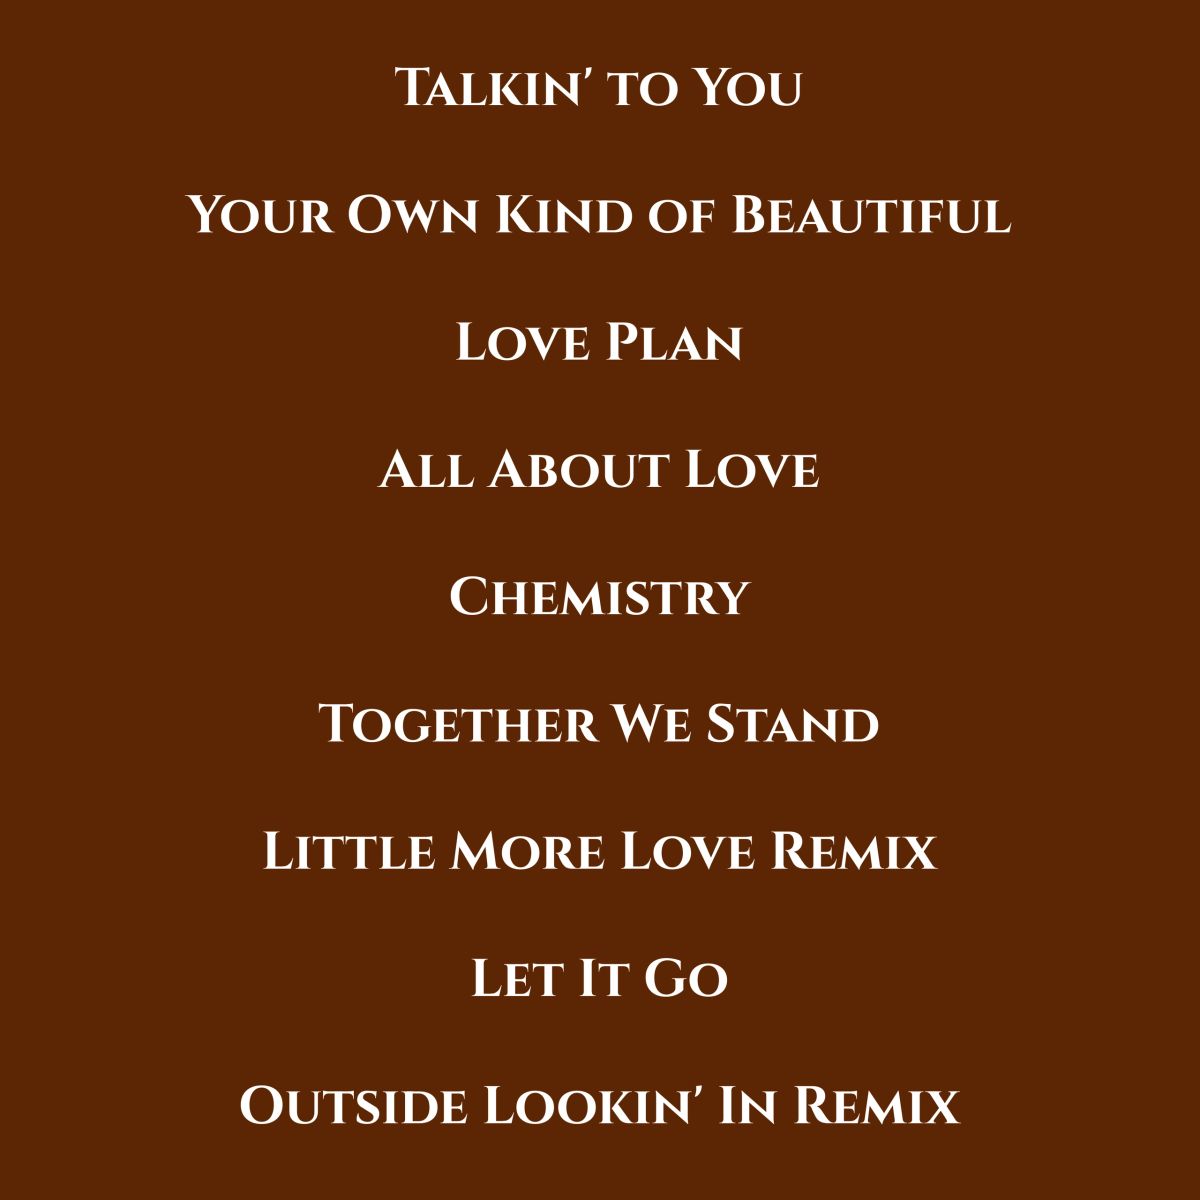 Talkin' to You
Your Own Kind of Beautiful
Love Plan
All About Love
Chemistry
Together We Stand
Little More Love Remix
Let It Go
Outside Lookin' In Remix